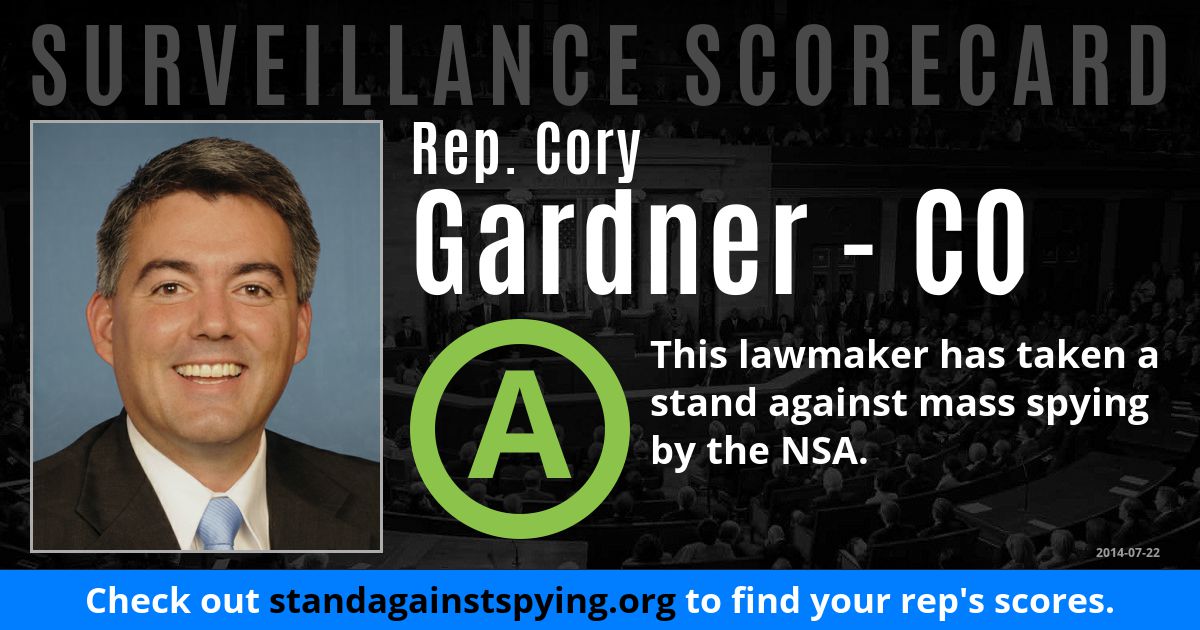 SURVEILLANCE SCORECARD
Rep. Cory
Gardner - CO
A
This lawmaker has taken a
stand against mass spying
by the NSA.
2014-07-22
Check out standagainstspying.org to find your rep's scores.